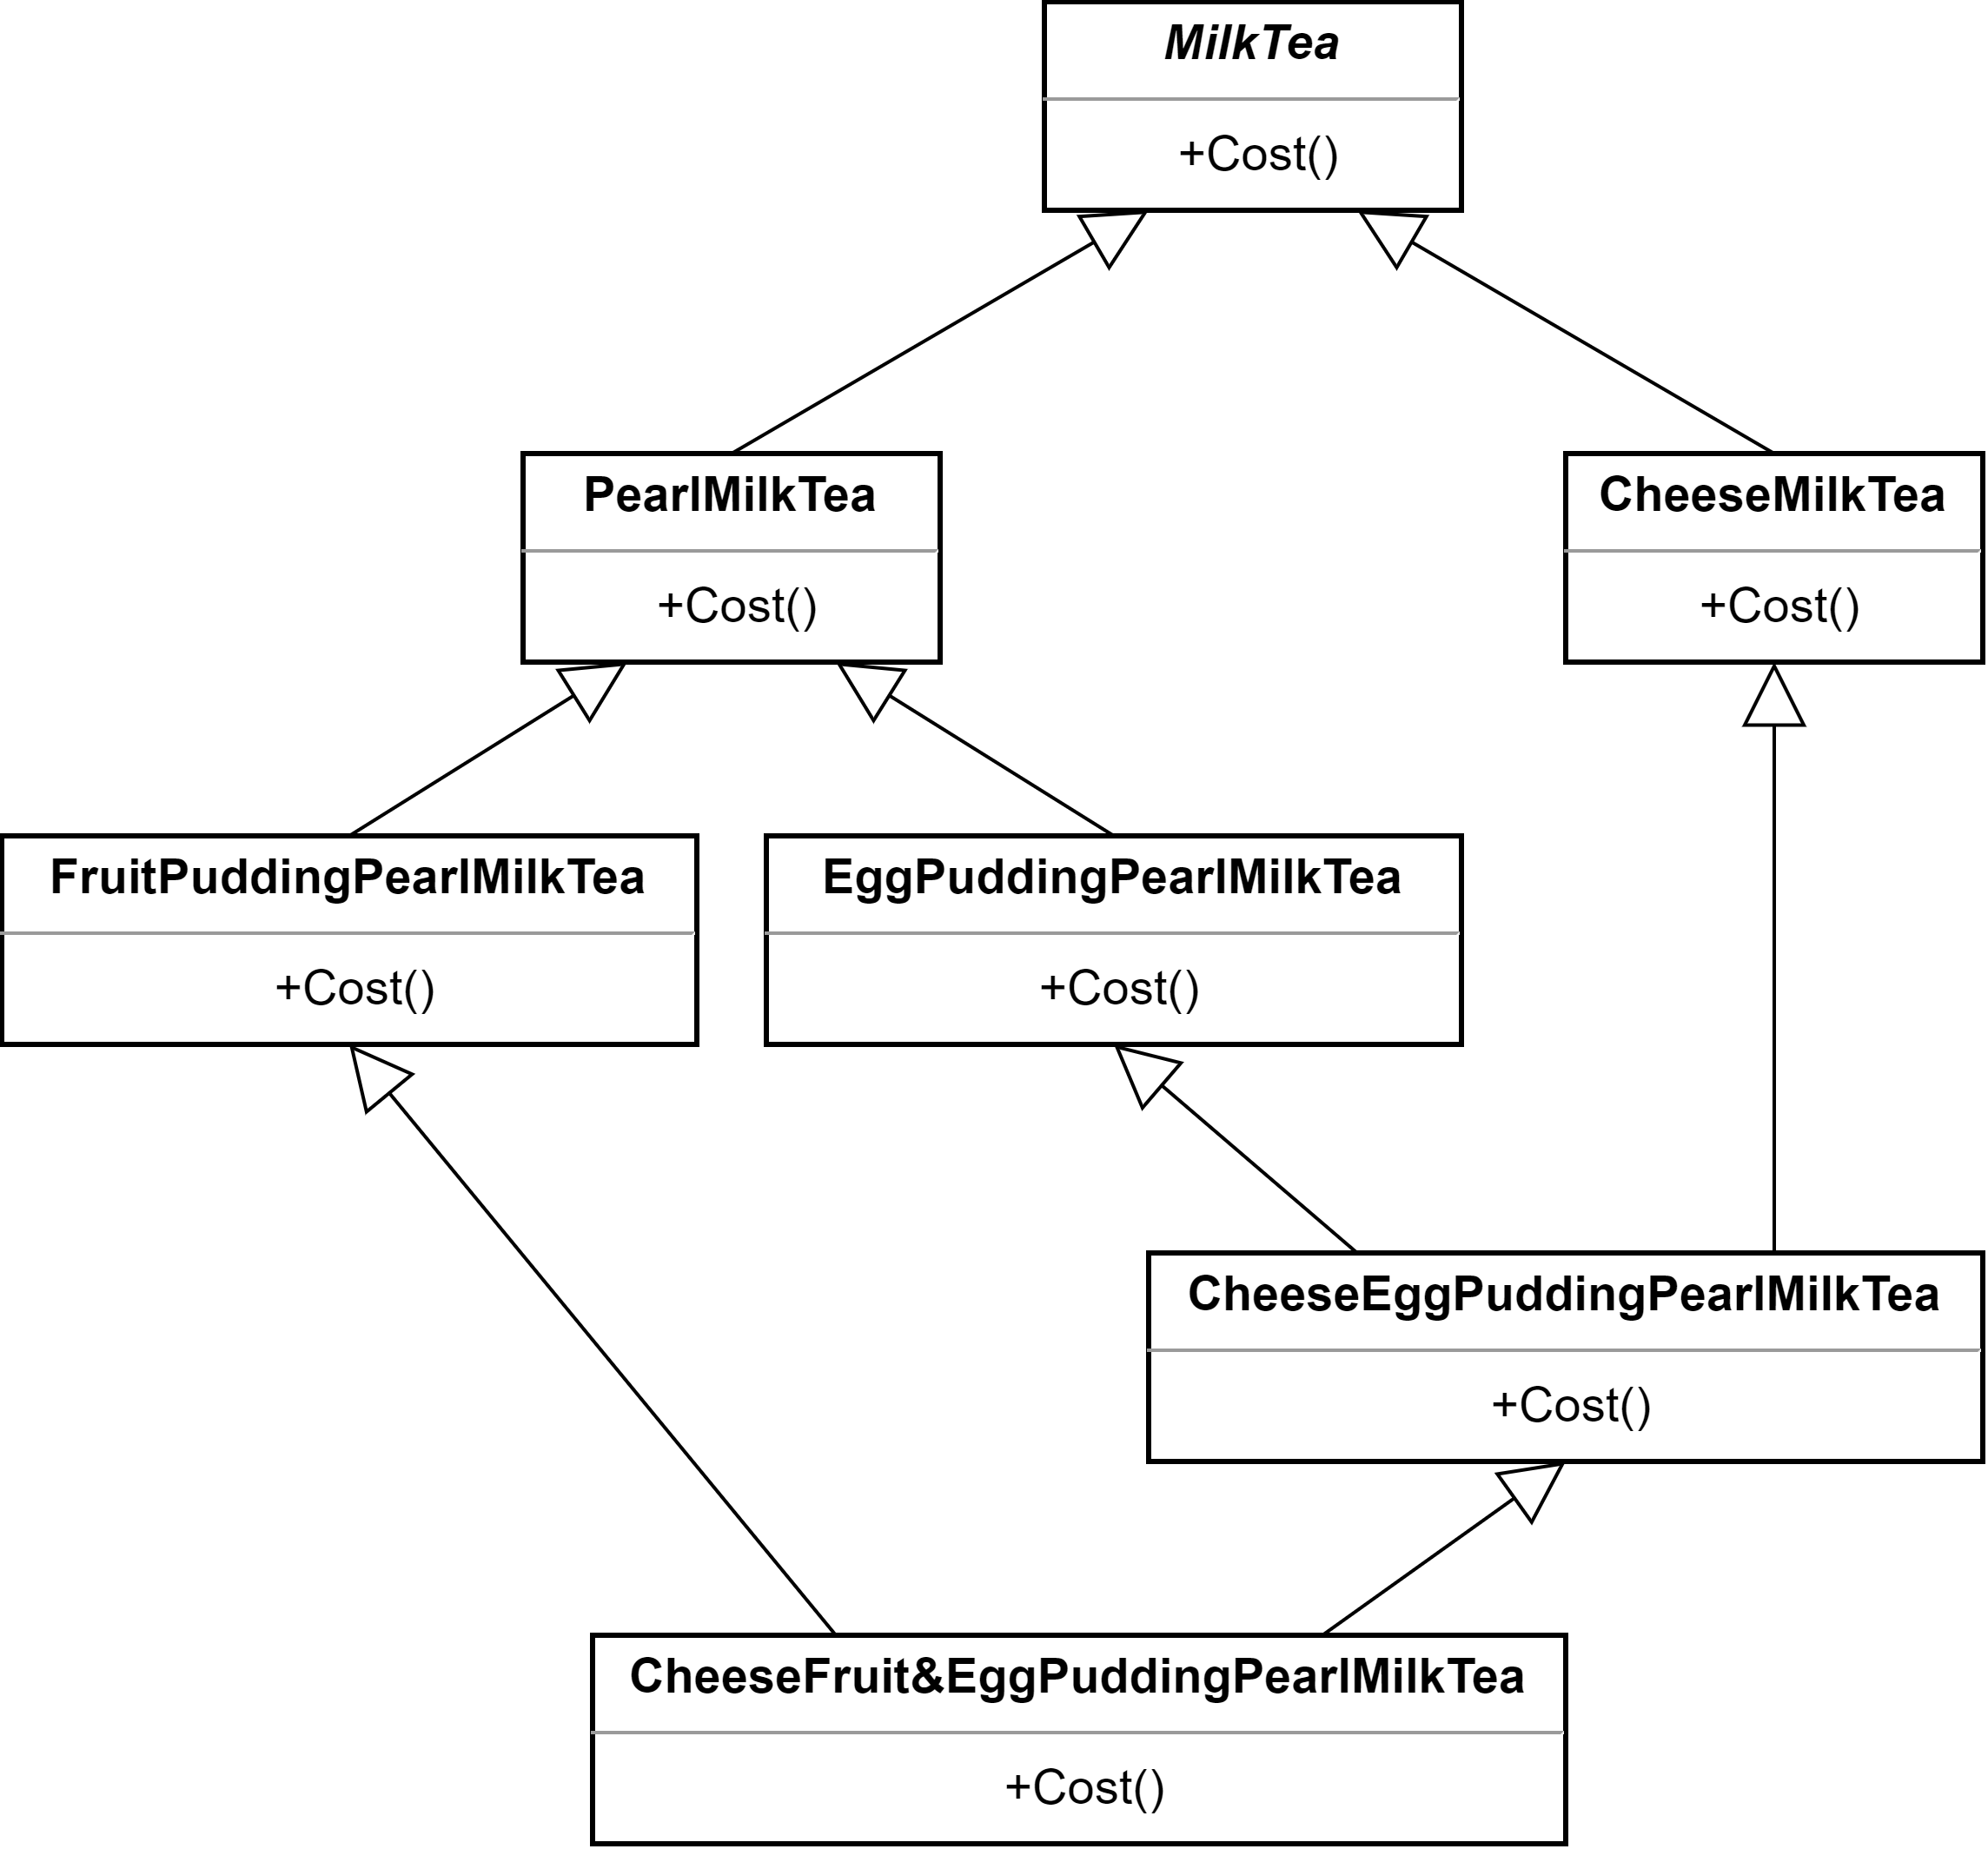 MilkTea
+Cost()
PearlMilkTea
+Cost()
CheeseMilkTea
+Cost()
FruitPuddingPearlMilkTea
+Cost()
EggPuddingPearlMilkTea
+Cost()
CheeseEggPuddingPearlMilkTea
+Cost()
CheeseFruit&EggPuddingPearlMilkTea
+Cost()